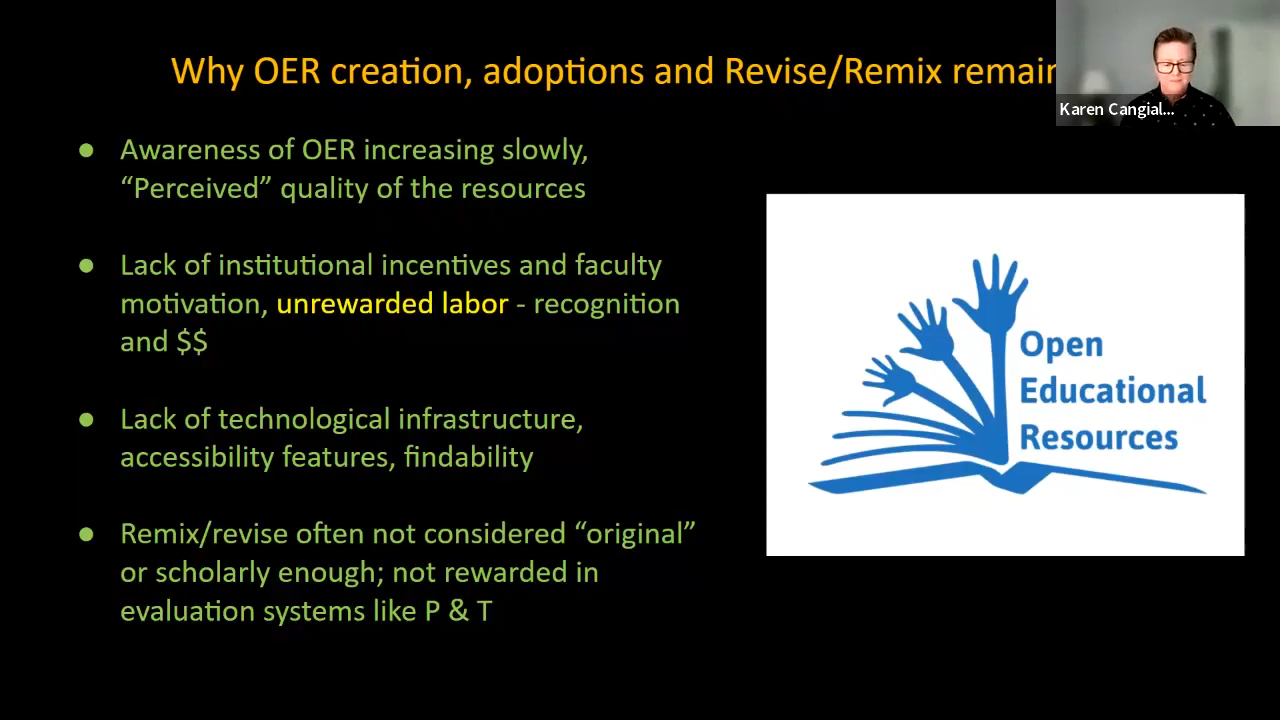 Why OER creation, adoptions and Revise/Remix remain
Karen Cangial...
● Awareness of OER increasing slowly,
“Perceived” quality of the resources
● Lack of institutional incentives and faculty
motivation, unrewarded labor - recognition
and $$
● Lack of technological infrastructure,
accessibility features, findability
● Remix/revise often not considered “original”
or scholarly enough; not rewarded in
evaluation systems like P & T
Open
Educational
Resources